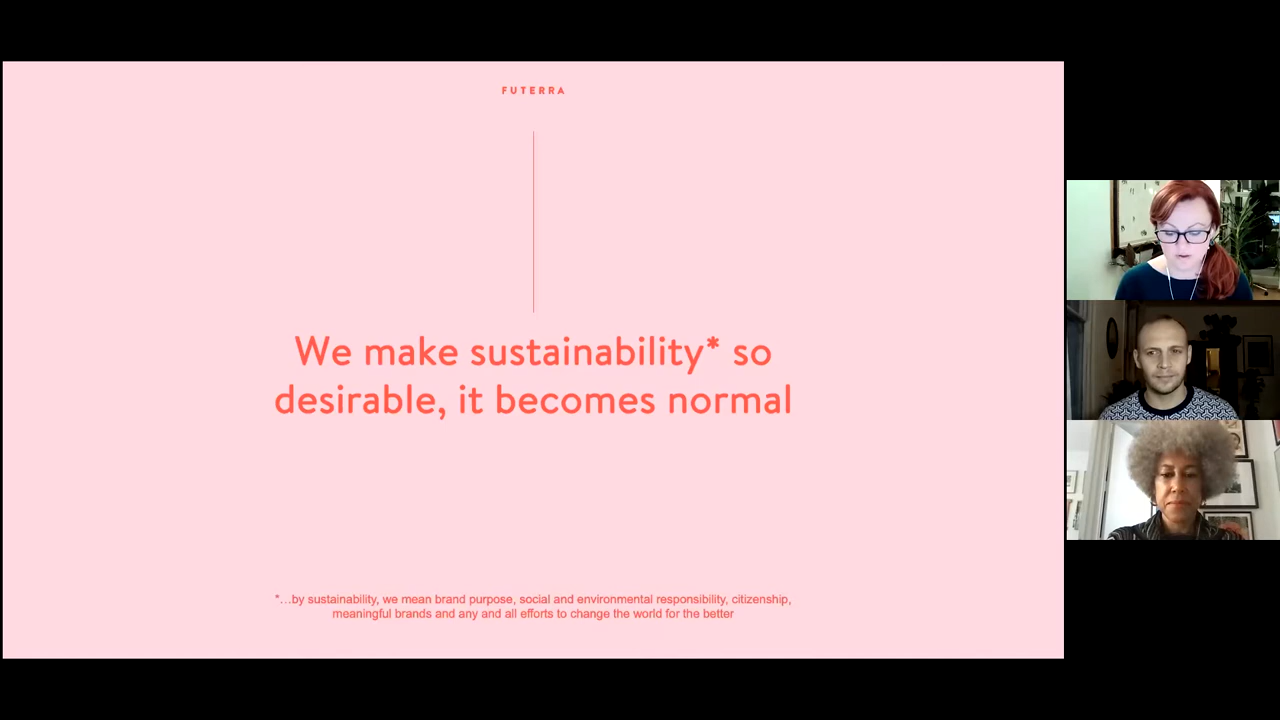 FUTERRA
We make sustainability* so
desirable, it becomes normal
*...by sustainability, we mean brand purpose, social and environmental responsibility, citizenship,
meaningful brands and any and all efforts to change the world for the better